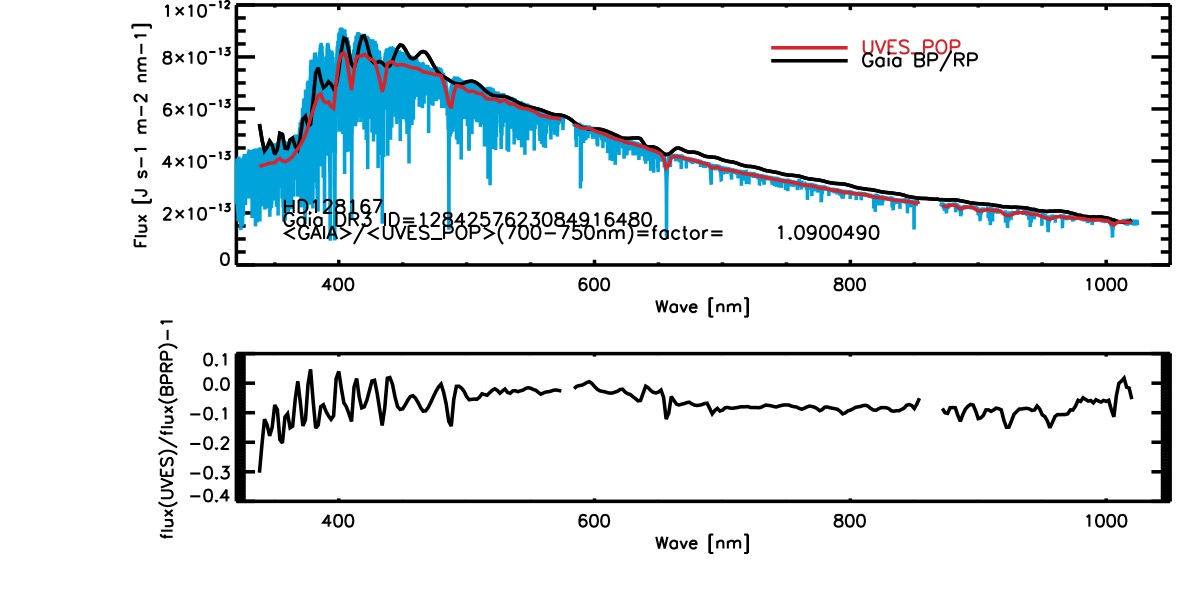 1×10−12
8×10−13
6×10−13
4×10−13
2×10−13
0
Flux [J s−1 m−2 nm−1]
UVES_POP
Gaia BP/RP
HD128167
Gaia DR3 ID=1284257623084916480
<GAIA>/<UVES_POP>(700−750nm)=factor= 1.0900490
400 600 800 1000
Wave [nm]
0.1
0.0
−0.1
−0.2
−0.3
−0.4
flux(UVES)/flux(BPRP)−1
400 600 800 1000
Wave [nm]